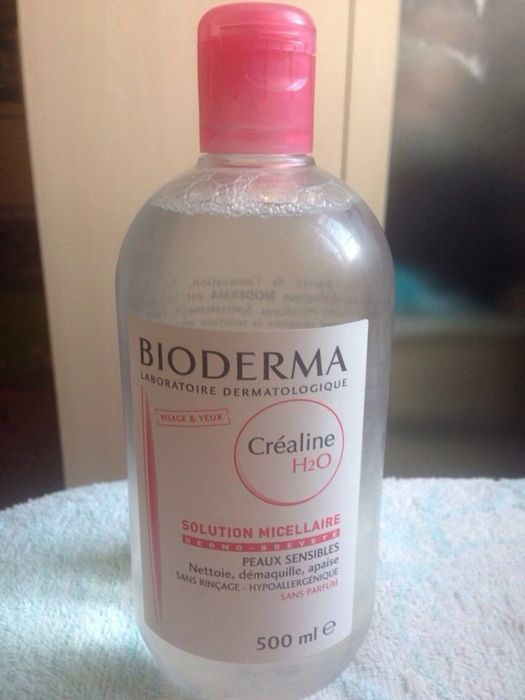 BIODERMA
LABORATOIRE DERMATOLOGIQUE
VISAGE & YEUX
Créaline
H2O
SOLUTION MICELLAIRE
DERMO-BREVETÉ
PEAUX SENSIBLES
Nettoie, démaquille, apaise
SANS RINÇAGE - HYPOALLERGÉNIQUE
SANS PARFUM
500 ml ℮